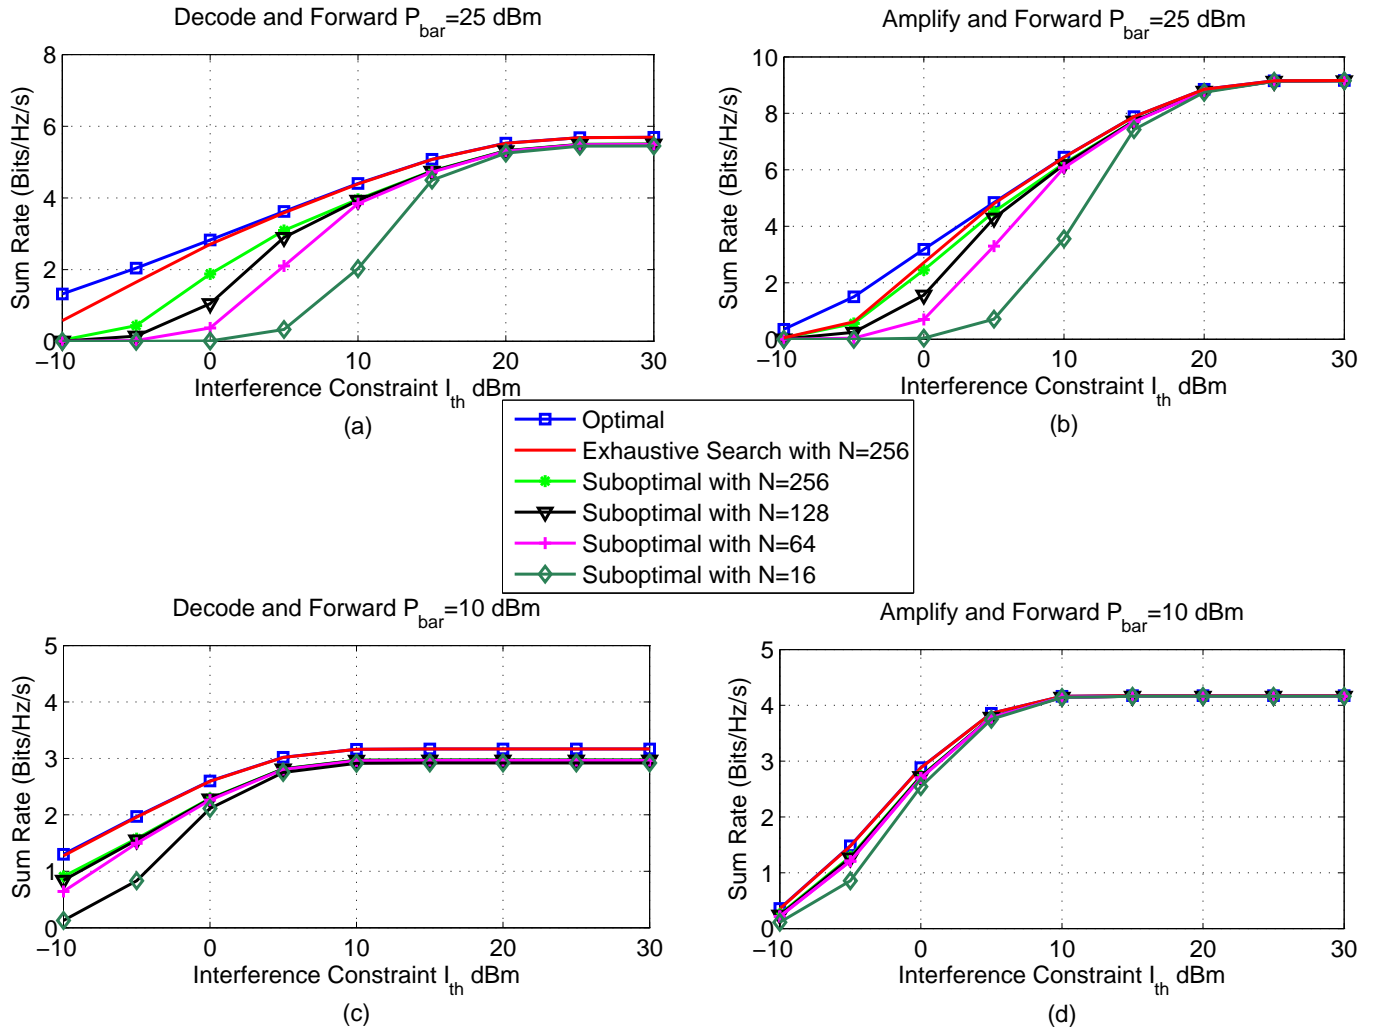 Decode and Forward P_bar=25 dBm
8
6
4
2
0
−10
0
10
20
30
Sum Rate (Bits/Hz/s)
Interference Constraint I_th dBm
(a)
Amplify and Forward P_bar=25 dBm
10
8
6
4
2
0
−10
0
10
20
30
Sum Rate (Bits/Hz/s)
Interference Constraint I_th dBm
(b)
Optimal
Exhaustive Search with N=256
Suboptimal with N=256
Suboptimal with N=128
Suboptimal with N=64
Suboptimal with N=16
Decode and Forward P_bar=10 dBm
5
4
3
2
1
0
−10
0
10
20
30
Sum Rate (Bits/Hz/s)
Interference Constraint I_th dBm
(c)
Amplify and Forward P_bar=10 dBm
5
4
3
2
1
0
−10
0
10
20
30
Sum Rate (Bits/Hz/s)
Interference Constraint I_th dBm
(d)